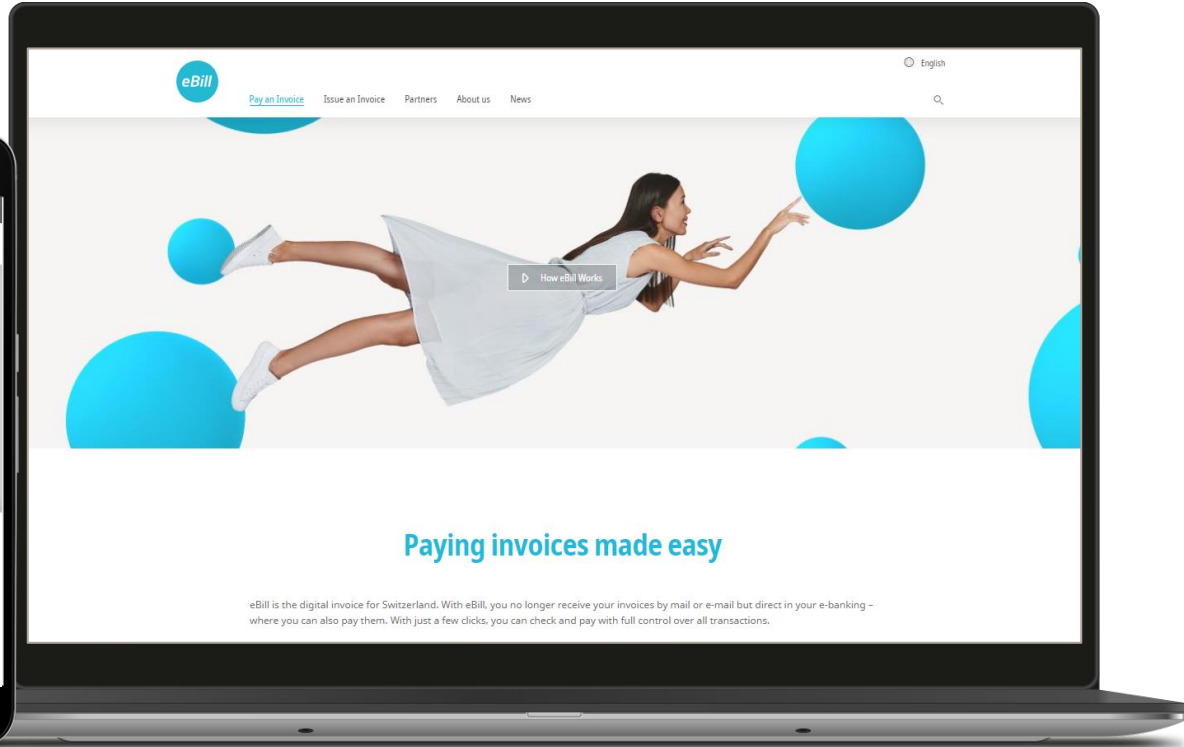 English
eBill
Pay an Invoice Issue an Invoice Partners About us News
How eBill Works
Paying invoices made easy
eBill is the digital invoice for Switzerland. With eBill, you no longer receive your invoices by mail or e-mail but direct in your e-banking –
where you can also pay them. With just a few clicks, you can check and pay with full control over all transactions.